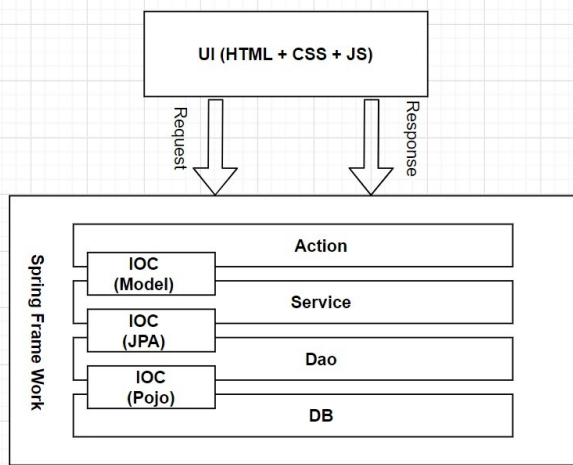 UI (HTML + CSS + JS)
Request
Response
Spring Frame Work
Action
IOC
(Model)
Service
IOC
(JPA)
Dao
IOC
(Pojo)
DB